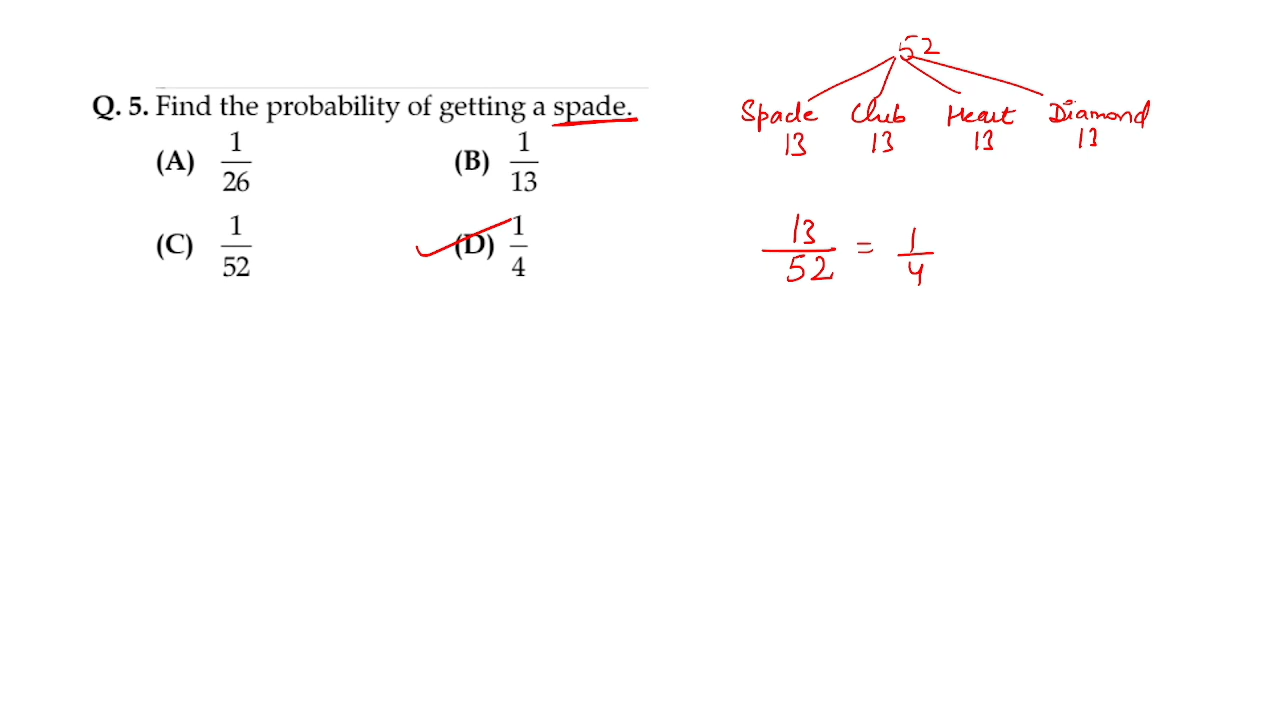 Q. 5. Find the probability of getting a spade.
(A) 1/26 (B) 1/13
(C) 1/52 (D) 1/4
52
Spade Club Heart Diamond
13 13 13 13
13/52 = 1/4